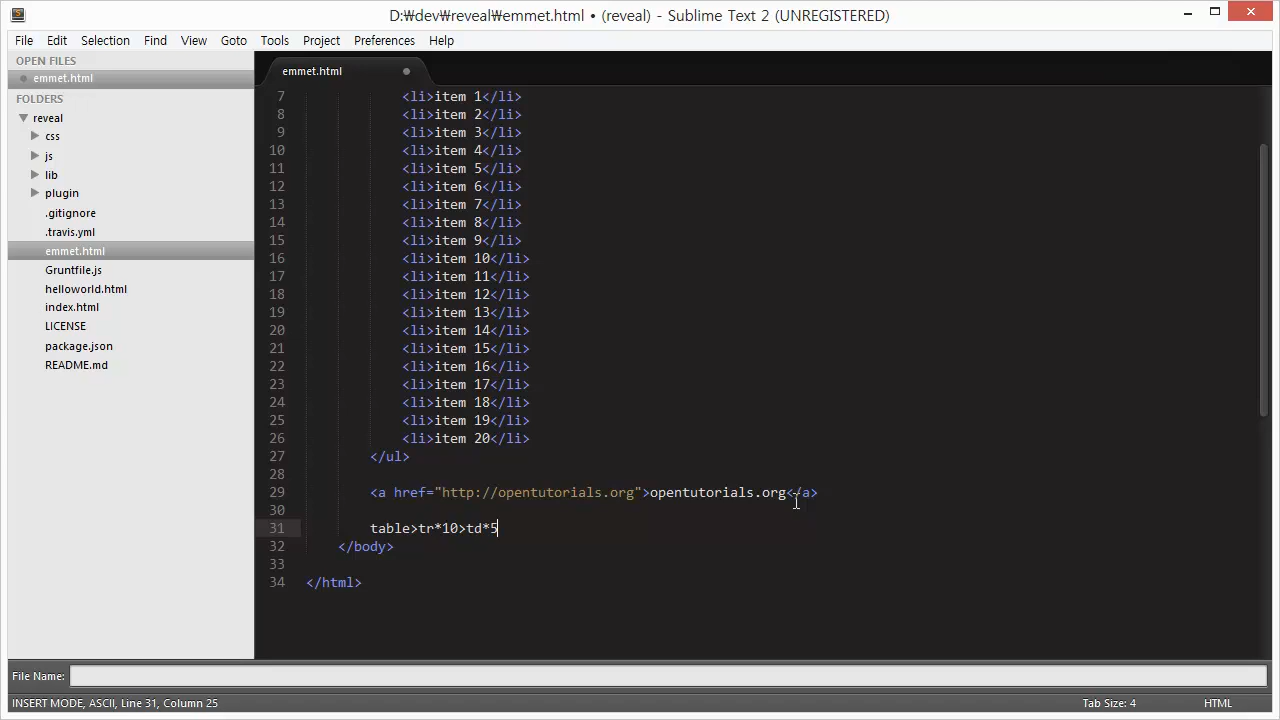 D:₩dev₩reveal₩emmet.html • (reveal) - Sublime Text 2 (UNREGISTERED)
File Edit Selection Find View Goto Tools Project Preferences Help
OPEN FILES
emmet.html
FOLDERS
reveal
css
js
lib
plugin
.gitignore
.travis.yml
emmet.html
Gruntfile.js
helloworld.html
index.html
LICENSE
package.json
README.md
emmet.html
7 <li>item 1</li>
8 <li>item 2</li>
9 <li>item 3</li>
10 <li>item 4</li>
11 <li>item 5</li>
12 <li>item 6</li>
13 <li>item 7</li>
14 <li>item 8</li>
15 <li>item 9</li>
16 <li>item 10</li>
17 <li>item 11</li>
18 <li>item 12</li>
19 <li>item 13</li>
20 <li>item 14</li>
21 <li>item 15</li>
22 <li>item 16</li>
23 <li>item 17</li>
24 <li>item 18</li>
25 <li>item 19</li>
26 <li>item 20</li>
27 </ul>
28
29 <a href="http://opentutorials.org">opentutorials.org</a>
30
31 table>tr*10>td*5
32 </body>
33
34 </html>
File Name:
INSERT MODE, ASCII, Line 31, Column 25 Tab Size: 4 HTML